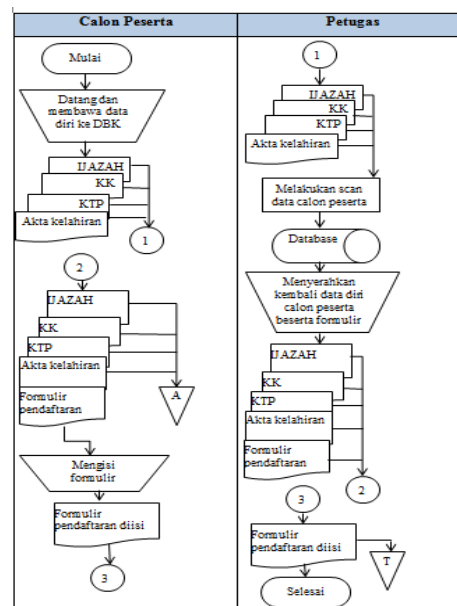 Calon Peserta
Mulai
Datang dan
membawa data
diri ke DBK
IJAZAH
KK
KTP
Akta kelahiran
1
2
IJAZAH
KK
KTP
Akta kelahiran
Formulir
pendaftaran
A
Mengisi
formulir
Formulir
pendaftaran diisi
3
Petugas
1
IJAZAH
KK
KTP
Akta kelahiran
Melakukan scan
data calon peserta
Database
Menyerahkan
kembali data diri
calon peserta
beserta formulir
IJAZAH
KK
KTP
Akta kelahiran
Formulir
pendaftaran
2
3
Formulir
pendaftaran diisi
T
Selesai